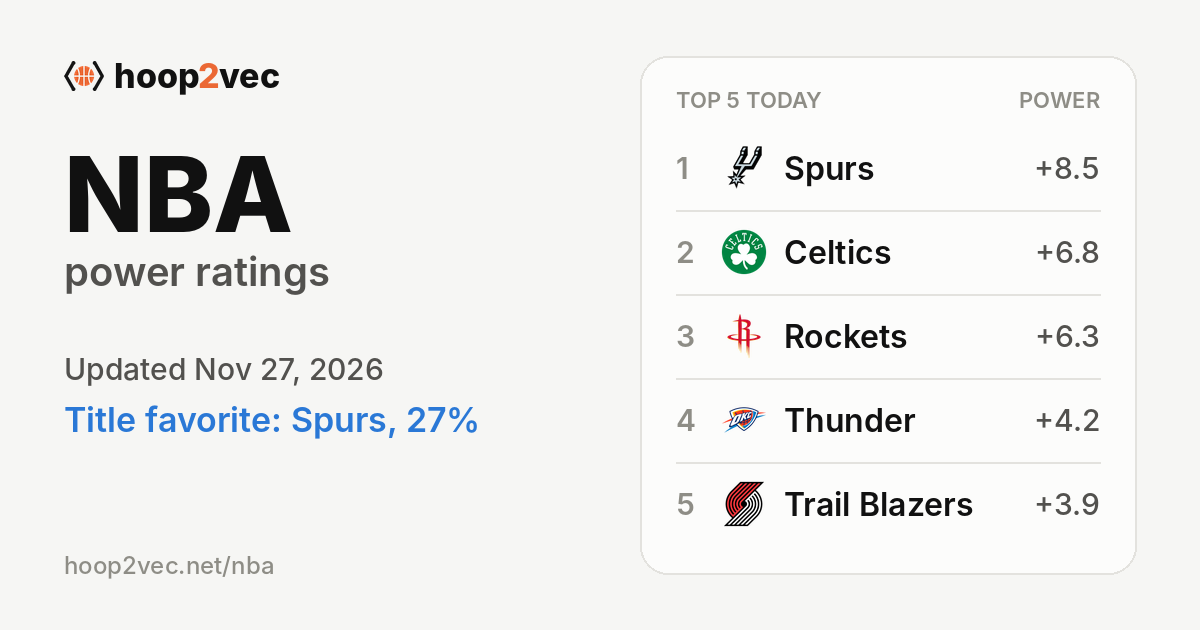 hoop2vec
NBA
power ratings
Updated Nov 27, 2026
Title favorite: Spurs, 27%
hoop2vec.net/nba
TOP 5 TODAY POWER
1 Spurs +8.5
2 CELTICS Celtics +6.8
3 R Rockets +6.3
4 OKC Thunder +4.2
5 Trail Blazers +3.9